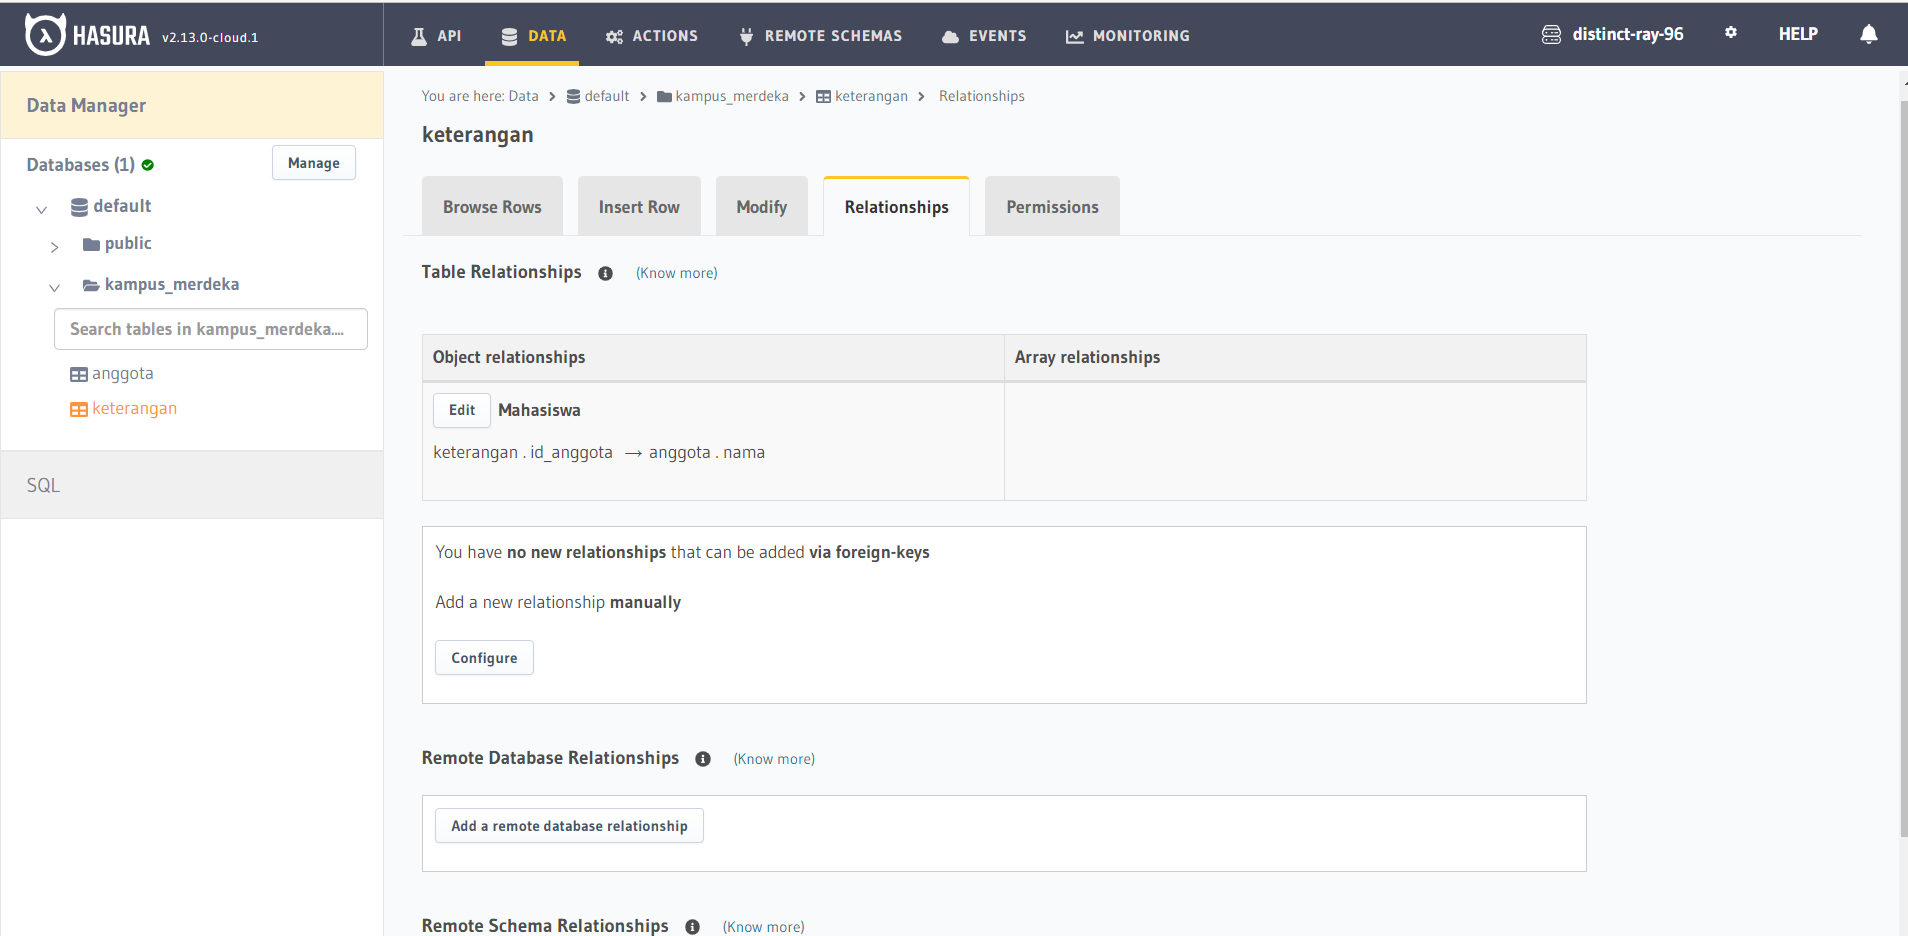 HASURA v2.13.0-cloud.1
API DATA ACTIONS REMOTE SCHEMAS EVENTS MONITORING
distinct-ray-96 HELP
Data Manager
Databases (1) Manage
default
public
kampus_merdeka
Search tables in kampus_merdeka....
anggota
keterangan
SQL
You are here: Data > default > kampus_merdeka > keterangan > Relationships
keterangan
Browse Rows Insert Row Modify Relationships Permissions
Table Relationships (Know more)
Object relationships Array relationships
Edit Mahasiswa
keterangan . id_anggota → anggota . nama
You have no new relationships that can be added via foreign-keys
Add a new relationship manually
Configure
Remote Database Relationships (Know more)
Add a remote database relationship
Remote Schema Relationships (Know more)